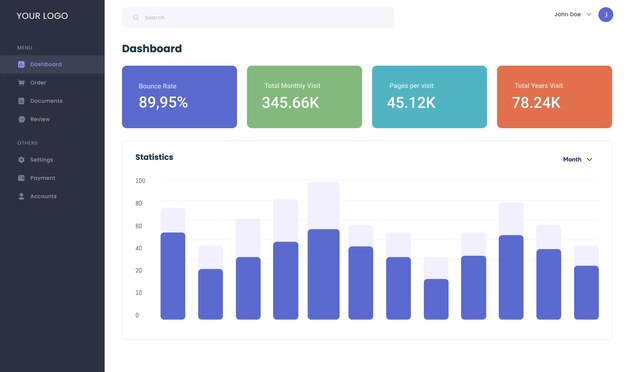 YOUR LOGO
Search
John Doe
j
MENU
Dashboard
Order
Documents
Review
OTHERS
Settings
Payment
Accounts
Dashboard
Bounce Rate
89,95%
Total Monthly Visit
345.66K
Pages per visit
45.12K
Total Years Visit
78.24K
Statistics
Month
100
80
60
40
20
10
0